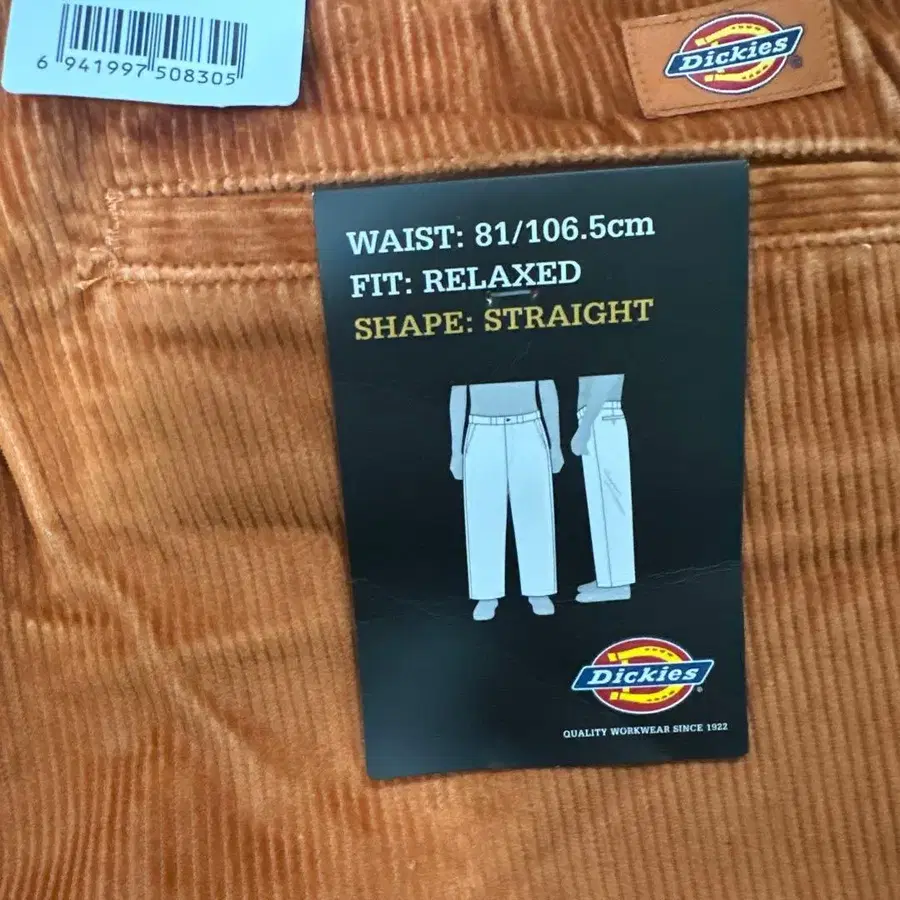 6 941997 508305
Dickies
WAIST: 81/106.5cm
FIT: RELAXED
SHAPE: STRAIGHT
Dickies
QUALITY WORKWEAR SINCE 1922